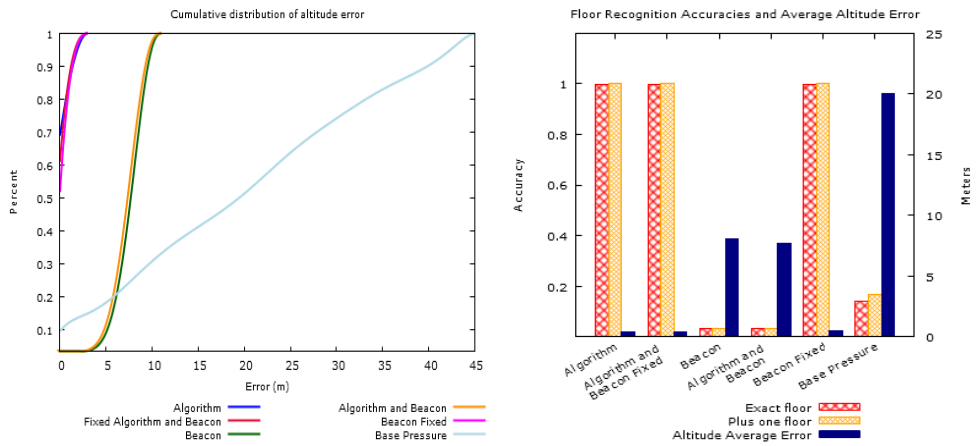 Cumulative distribution of altitude error
1
0.9
0.8
0.7
0.6
0.5
0.4
0.3
0.2
0.1
Percent
0
5
10
15
20
25
30
35
40
45
Error (m)
Algorithm
Fixed Algorithm and Beacon
Beacon
Algorithm and Beacon
Beacon Fixed
Base Pressure
Floor Recognition Accuracies and Average Altitude Error
1
0.8
0.6
0.4
0.2
Accuracy
25
20
15
10
5
0
Meters
Algorithm
Algorithm and
Beacon Fixed
Beacon
Algorithm and
Beacon
Beacon Fixed
Base Pressure
Exact floor
Plus one floor
Altitude Average Error